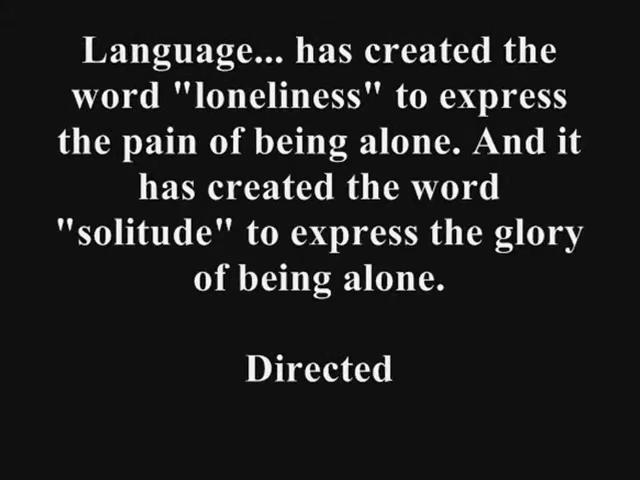 Language... has created the
word "loneliness" to express
the pain of being alone. And it
has created the word
"solitude" to express the glory
of being alone.
Directed